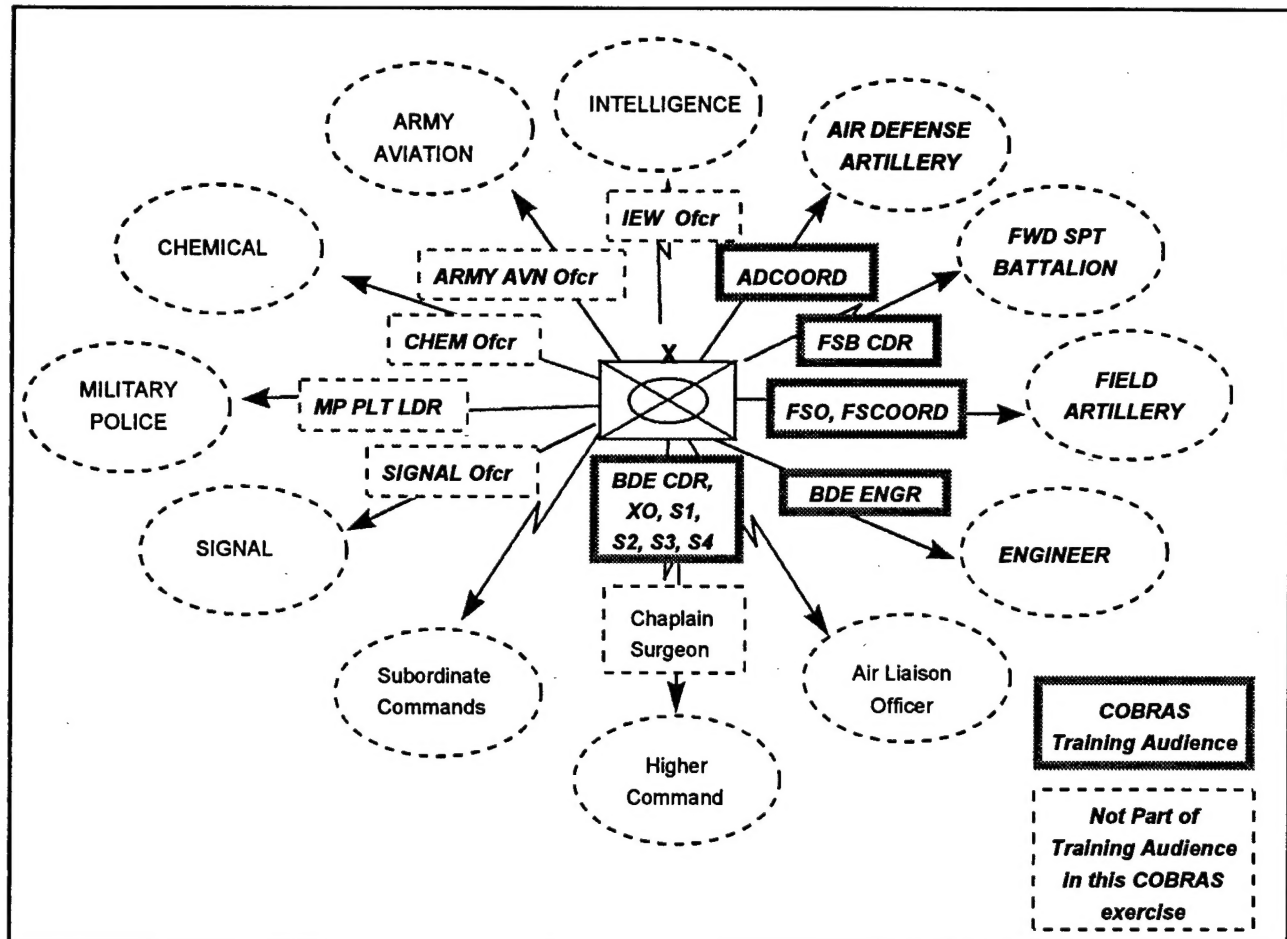 INTELLIGENCE
ARMY
AVIATION
AIR DEFENSE
ARTILLERY
IEW Ofcr
FWD SPT
BATTALION
CHEMICAL
ARMY AVN Ofcr
ADCOORD
CHEM Ofcr
X
FSB CDR
MILITARY
POLICE
MP PLT LDR
FSO, FSCOORD
FIELD
ARTILLERY
SIGNAL Ofcr
BDE CDR,
XO, S1,
S2, S3, S4
BDE ENGR
SIGNAL
ENGINEER
Chaplain
Surgeon
Subordinate
Commands
Air Liaison
Officer
Higher
Command
COBRAS
Training Audience
Not Part of
Training Audience
in this COBRAS
exercise